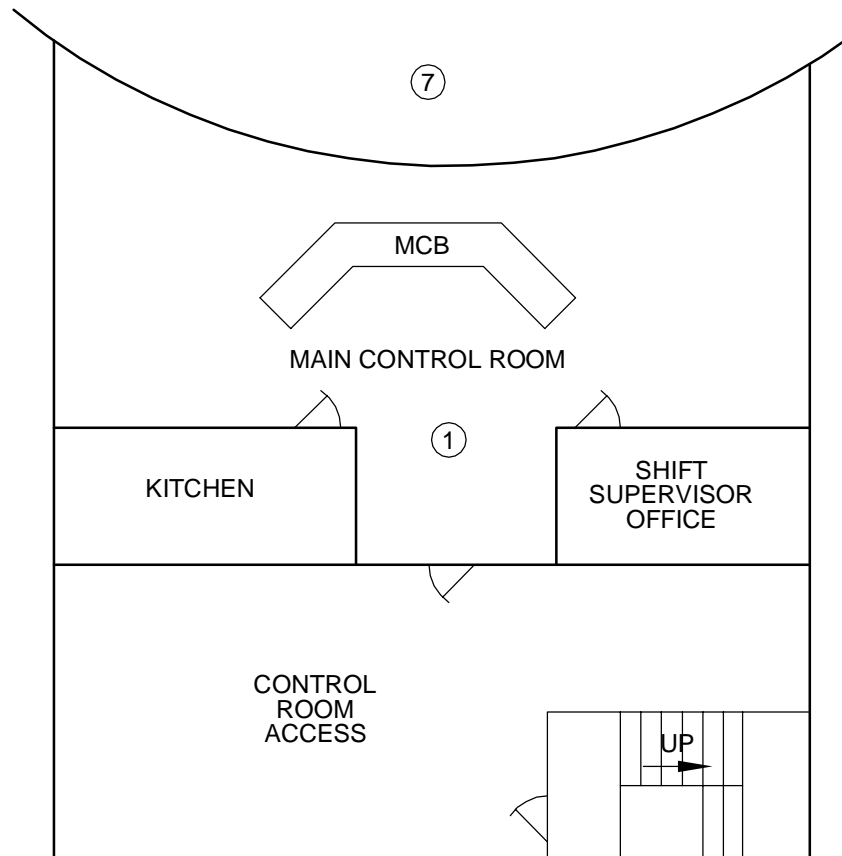 7
MCB
MAIN CONTROL ROOM
1
KITCHEN
SHIFT
SUPERVISOR
OFFICE
CONTROL
ROOM
ACCESS
UP